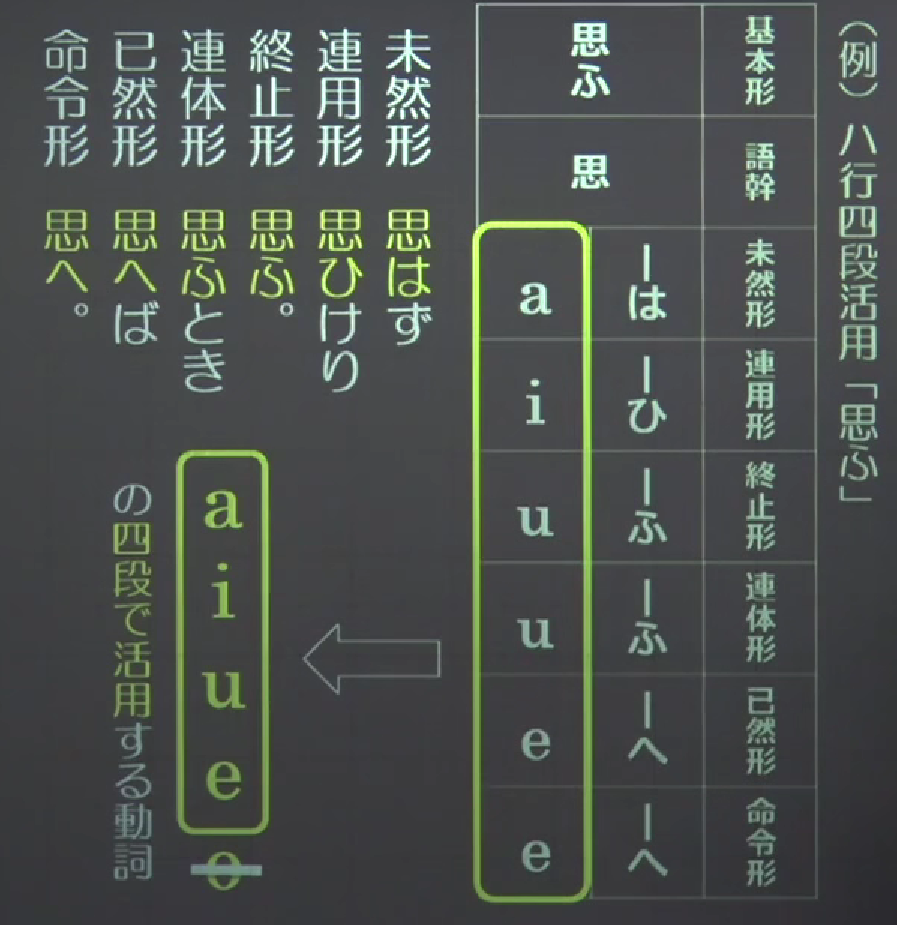 （例）ハ行四段活用「思ふ」
基本形 語幹 未然形 連用形 終止形 連体形 已然形 命令形
思ふ 思 ーは ーひ ーふ ーふ ーへ ーへ
a i u u e e
未然形 思はず
連用形 思ひけり
終止形 思ふ。
連体形 思ふとき
已然形 思へば
命令形 思へ。
a i u e o
の四段で活用する動詞